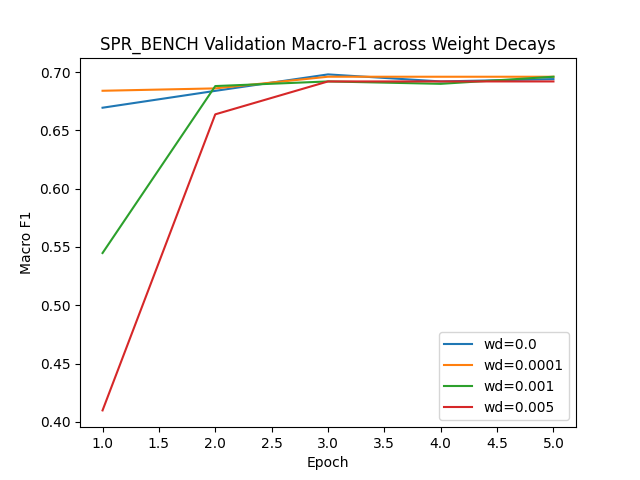 SPR_BENCH Validation Macro-F1 across Weight Decays
0.70
0.65
0.60
0.55
0.50
0.45
0.40
Macro F1
1.0 1.5 2.0 2.5 3.0 3.5 4.0 4.5 5.0
Epoch
wd=0.0
wd=0.0001
wd=0.001
wd=0.005